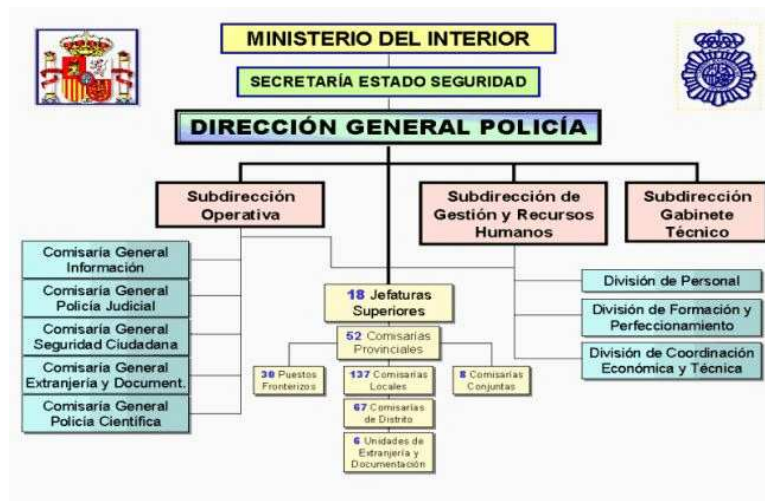 MINISTERIO DEL INTERIOR
SECRETARÍA ESTADO SEGURIDAD
DIRECCIÓN GENERAL POLICÍA
Subdirección
Operativa
Subdirección de
Gestión y Recursos
Humanos
Subdirección
Gabinete
Técnico
Comisaría General
Información
Comisaría General
Policía Judicial
Comisaría General
Seguridad Ciudadana
Comisaría General
Extranjería y Document.
Comisaría General
Policía Científica
18 Jefaturas
Superiores
52 Comisarías
Provinciales
38 Puestos
Fronterizos
137 Comisarías
Locales
8 Comisarías
Conjuntas
67 Comisarías
de Distrito
6 Unidades de
Extranjería y
Documentación
División de Personal
División de Formación y
Perfeccionamiento
División de Coordinación
Económica y Técnica